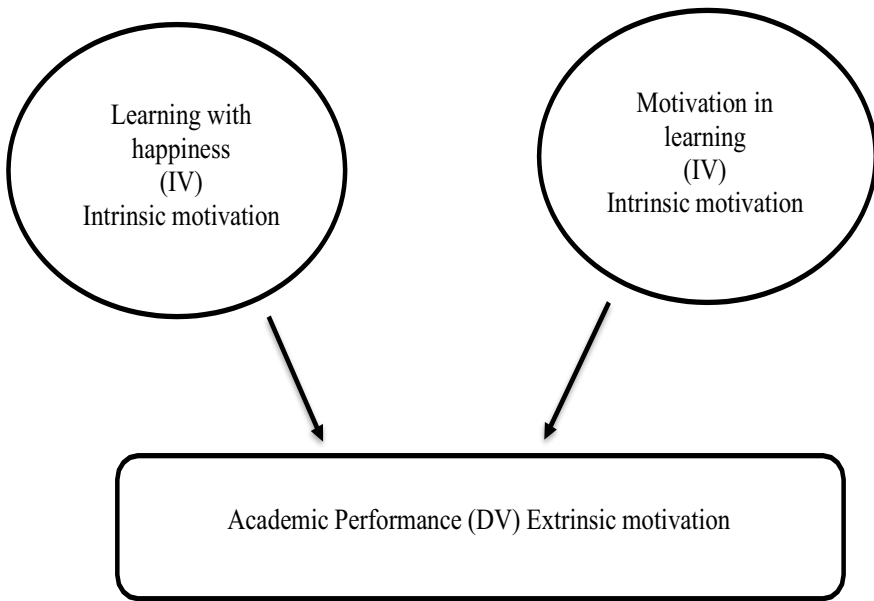 Learning with
happiness
(IV)
Intrinsic motivation
Motivation in
learning
(IV)
Intrinsic motivation
Academic Performance (DV) Extrinsic motivation